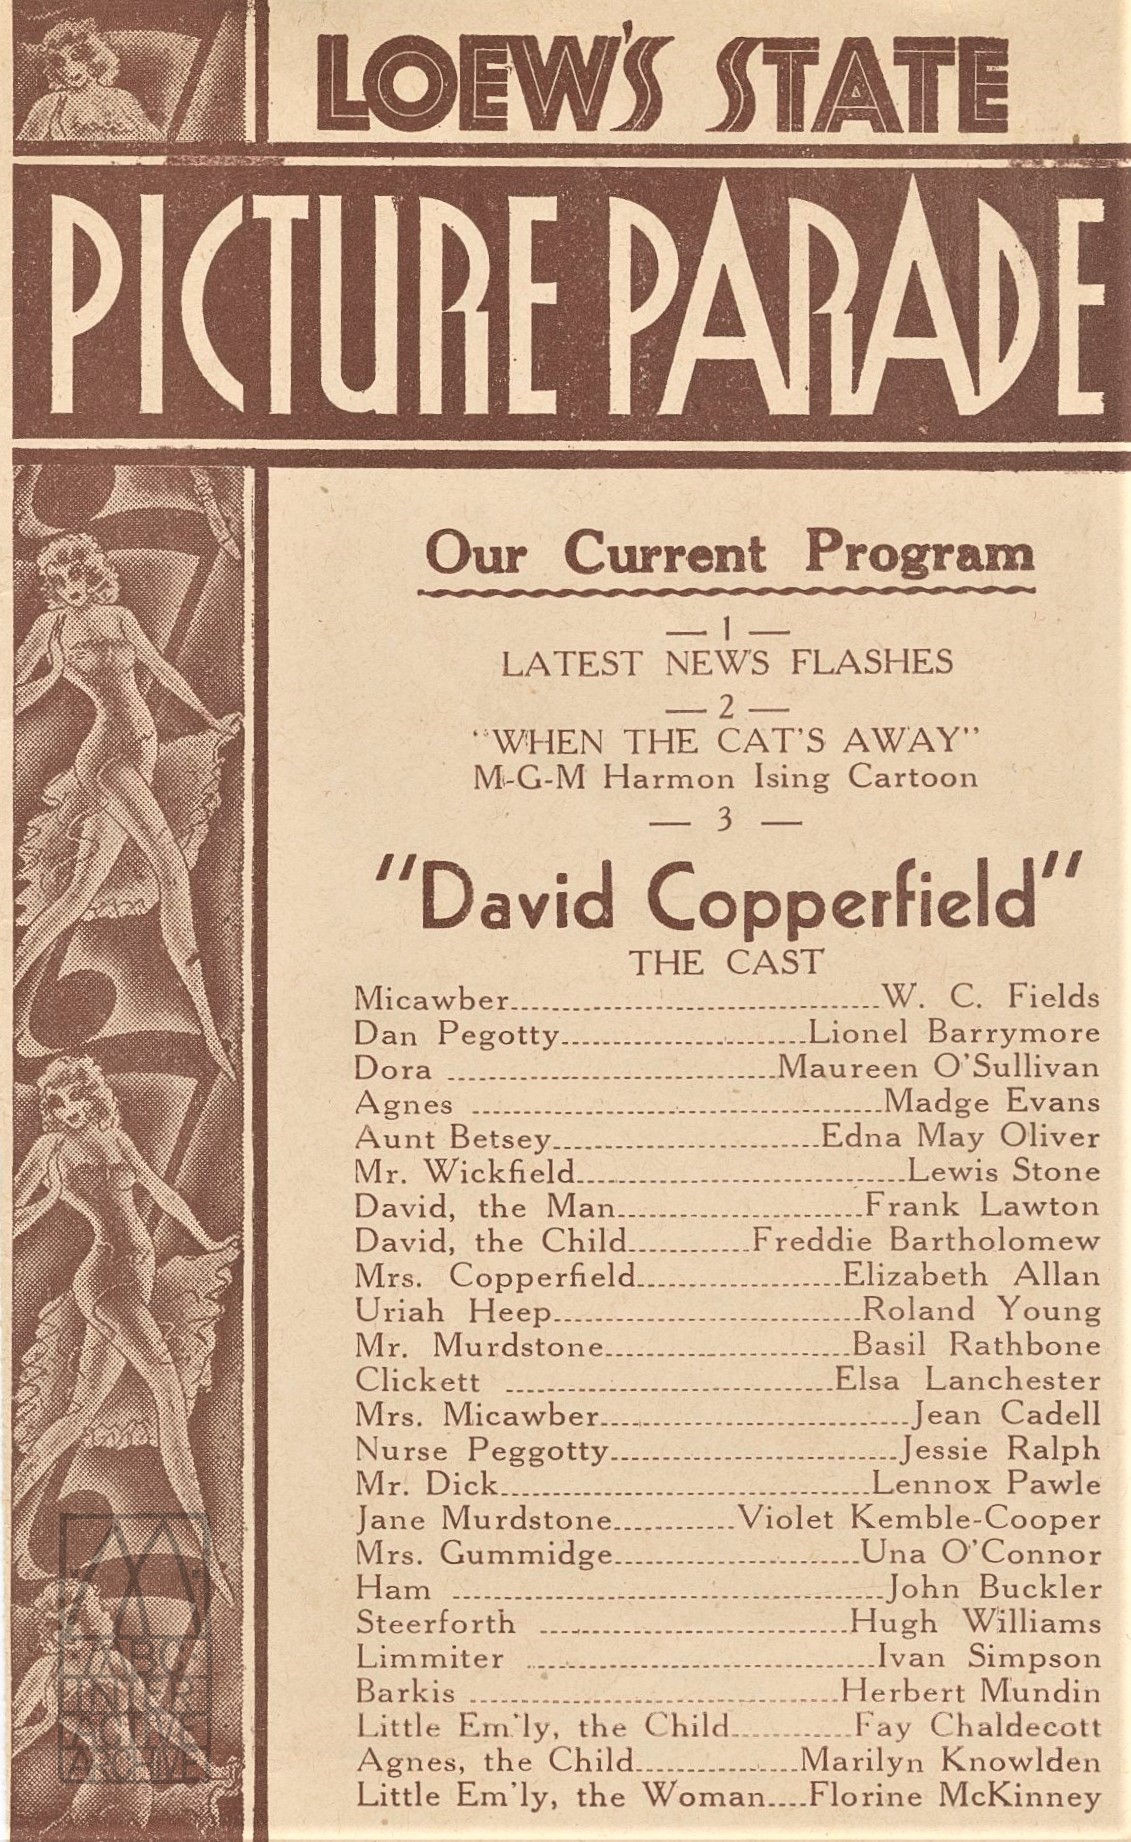 LOEW'S STATE
PICTURE PARADE
Our Current Program
— 1 —
LATEST NEWS FLASHES
— 2 —
"WHEN THE CAT'S AWAY"
M-G-M Harmon Ising Cartoon
— 3 —
"David Copperfield"
THE CAST
Micawber........W. C. Fields
Dan Pegotty........Lionel Barrymore
Dora ........Maureen O'Sullivan
Agnes ........Madge Evans
Aunt Betsey........Edna May Oliver
Mr. Wickfield........Lewis Stone
David, the Man........Frank Lawton
David, the Child........Freddie Bartholomew
Mrs. Copperfield........Elizabeth Allan
Uriah Heep........Roland Young
Mr. Murdstone........Basil Rathbone
Clickett ........Elsa Lanchester
Mrs. Micawber........Jean Cadell
Nurse Peggotty........Jessie Ralph
Mr. Dick........Lennox Pawle
Jane Murdstone........Violet Kemble-Cooper
Mrs. Gummidge........Una O'Connor
Ham ........John Buckler
Steerforth ........Hugh Williams
Limmiter ........Ivan Simpson
Barkis ........Herbert Mundin
Little Em'ly, the Child........Fay Chaldecott
Agnes, the Child........Marilyn Knowlden
Little Em'ly, the Woman....Florine McKinney
INTER
ACTIVE
ARCHIVE